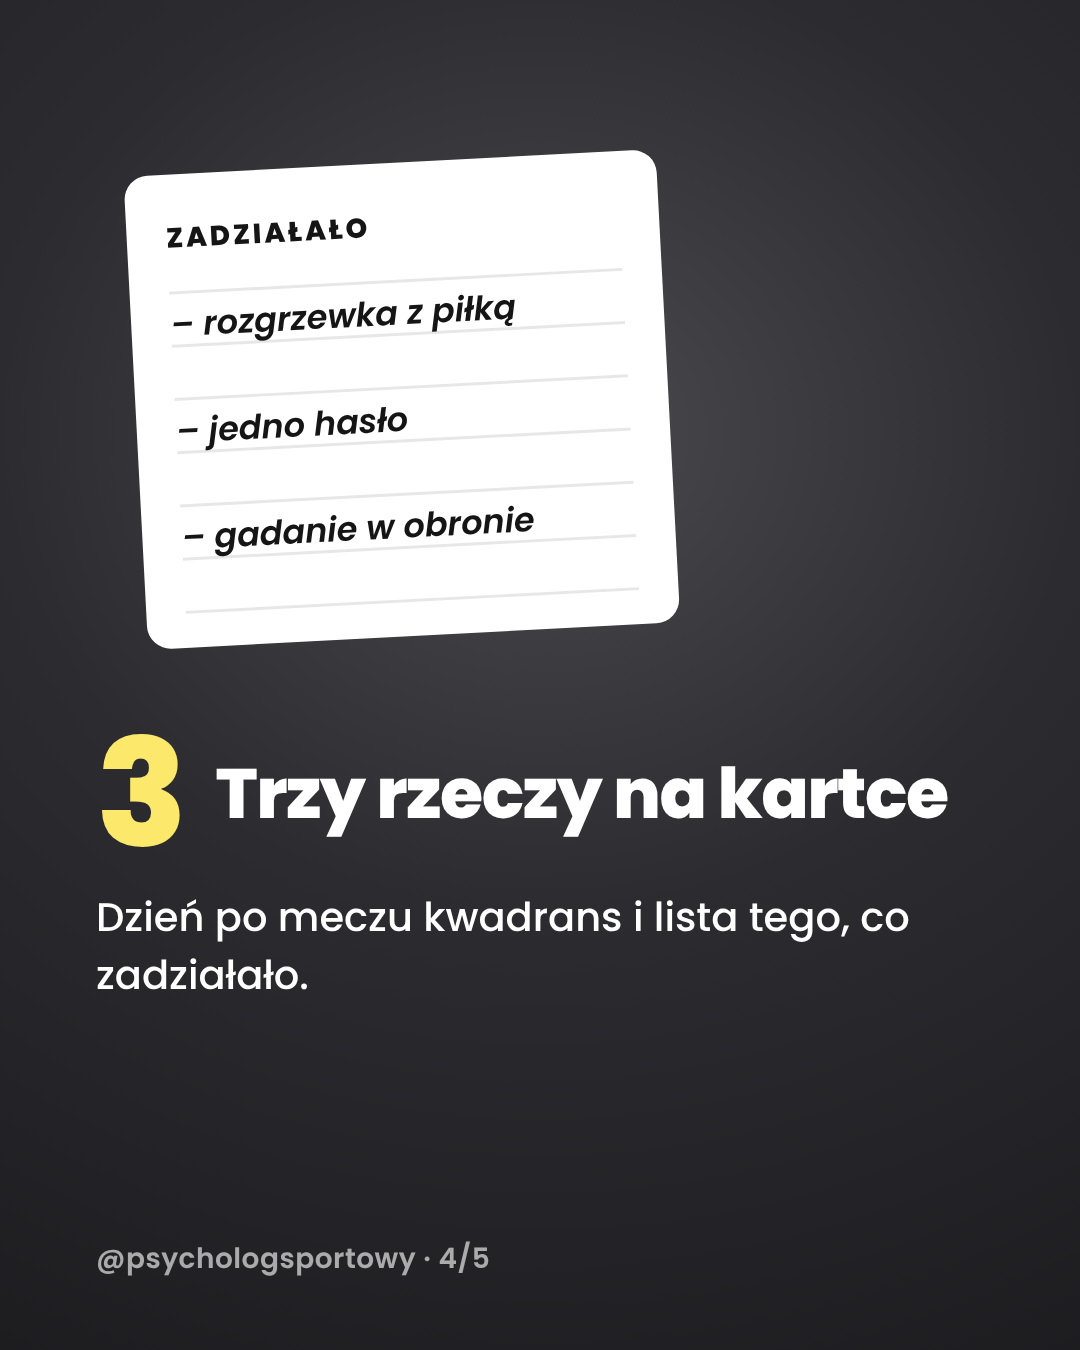 ZADZIAŁAŁO
– rozgrzewka z piłką
– jedno hasło
– gadanie w obronie
3 Trzy rzeczy na kartce
Dzień po meczu kwadrans i lista tego, co
zadziałało.
@psychologsportowy · 4/5